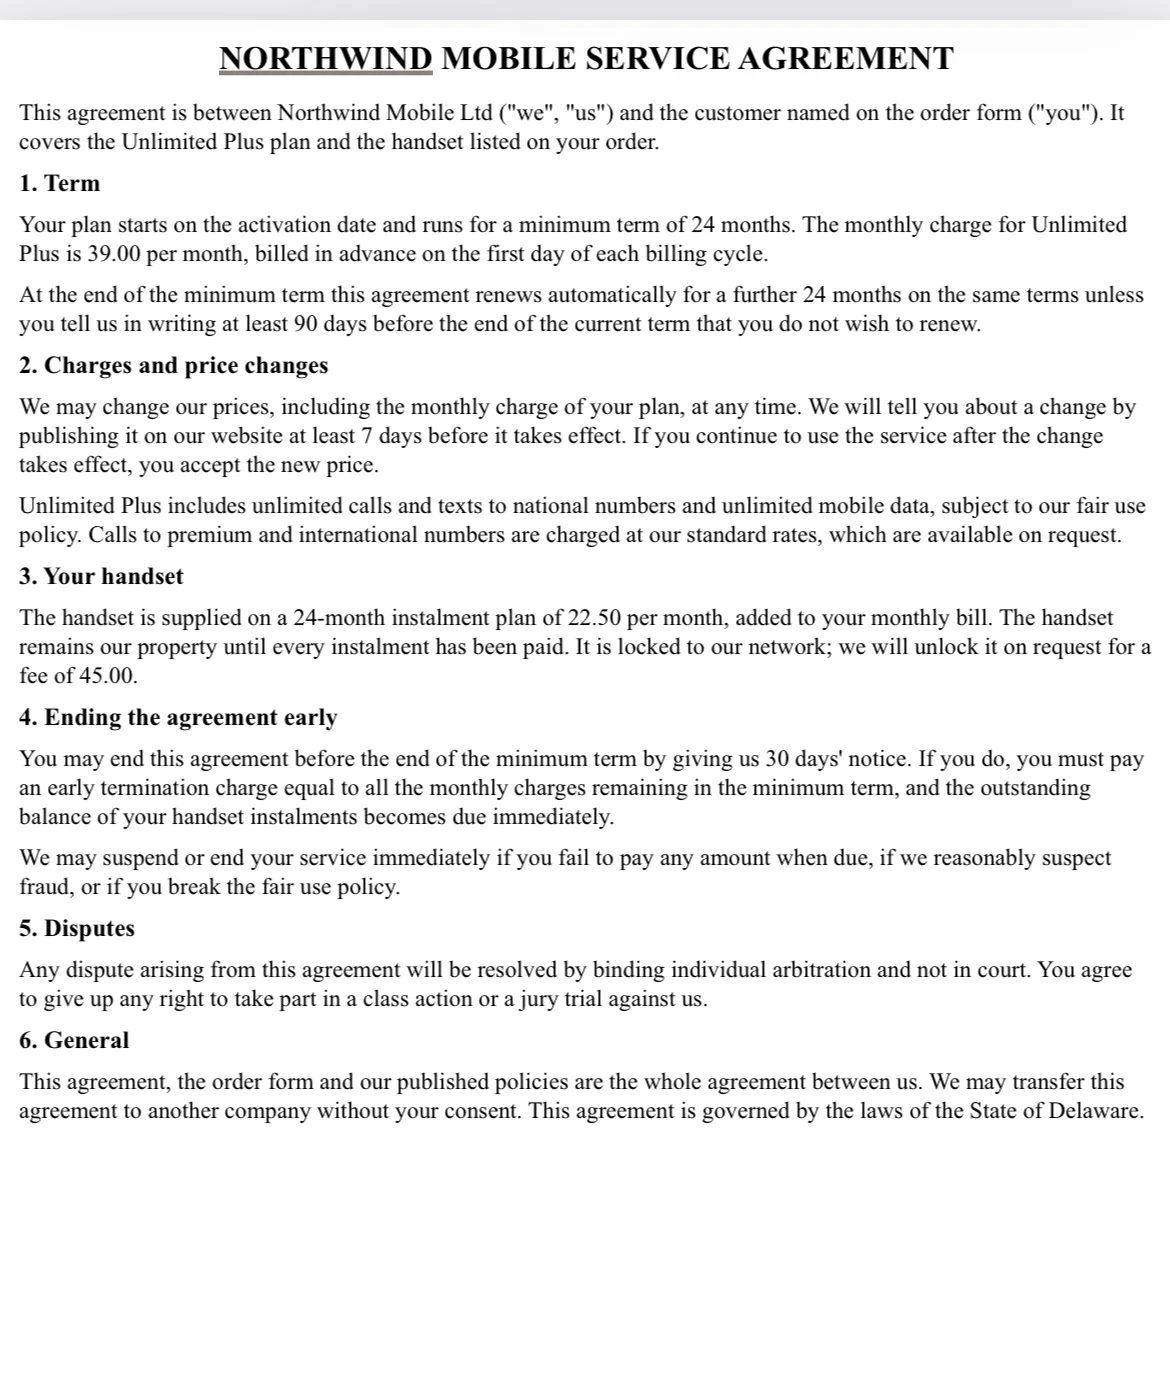 NORTHWIND MOBILE SERVICE AGREEMENT
This agreement is between Northwind Mobile Ltd ("we", "us") and the customer named on the order form ("you"). It
covers the Unlimited Plus plan and the handset listed on your order.
1. Term
Your plan starts on the activation date and runs for a minimum term of 24 months. The monthly charge for Unlimited
Plus is 39.00 per month, billed in advance on the first day of each billing cycle.
At the end of the minimum term this agreement renews automatically for a further 24 months on the same terms unless
you tell us in writing at least 90 days before the end of the current term that you do not wish to renew.
2. Charges and price changes
We may change our prices, including the monthly charge of your plan, at any time. We will tell you about a change by
publishing it on our website at least 7 days before it takes effect. If you continue to use the service after the change
takes effect, you accept the new price.
Unlimited Plus includes unlimited calls and texts to national numbers and unlimited mobile data, subject to our fair use
policy. Calls to premium and international numbers are charged at our standard rates, which are available on request.
3. Your handset
The handset is supplied on a 24-month instalment plan of 22.50 per month, added to your monthly bill. The handset
remains our property until every instalment has been paid. It is locked to our network; we will unlock it on request for a
fee of 45.00.
4. Ending the agreement early
You may end this agreement before the end of the minimum term by giving us 30 days' notice. If you do, you must pay
an early termination charge equal to all the monthly charges remaining in the minimum term, and the outstanding
balance of your handset instalments becomes due immediately.
We may suspend or end your service immediately if you fail to pay any amount when due, if we reasonably suspect
fraud, or if you break the fair use policy.
5. Disputes
Any dispute arising from this agreement will be resolved by binding individual arbitration and not in court. You agree
to give up any right to take part in a class action or a jury trial against us.
6. General
This agreement, the order form and our published policies are the whole agreement between us. We may transfer this
agreement to another company without your consent. This agreement is governed by the laws of the State of Delaware.